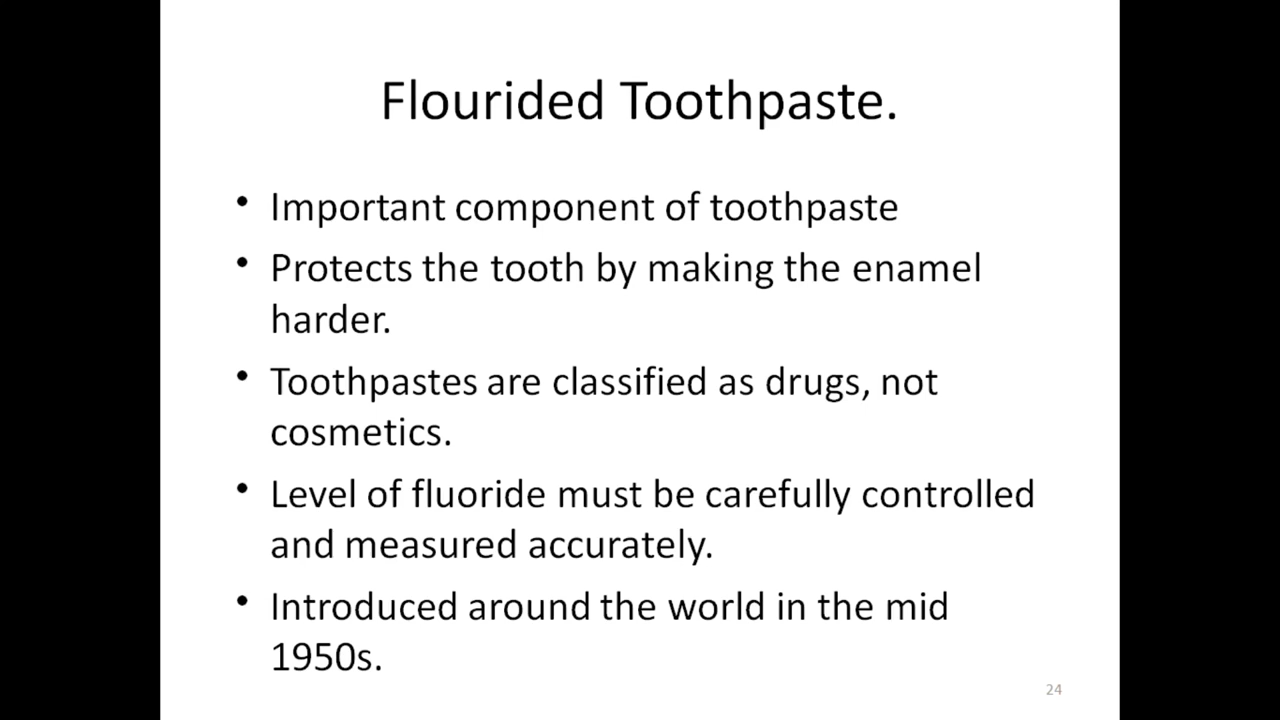 Flourided Toothpaste.
• Important component of toothpaste
• Protects the tooth by making the enamel
harder.
• Toothpastes are classified as drugs, not
cosmetics.
• Level of fluoride must be carefully controlled
and measured accurately.
• Introduced around the world in the mid
1950s.
24